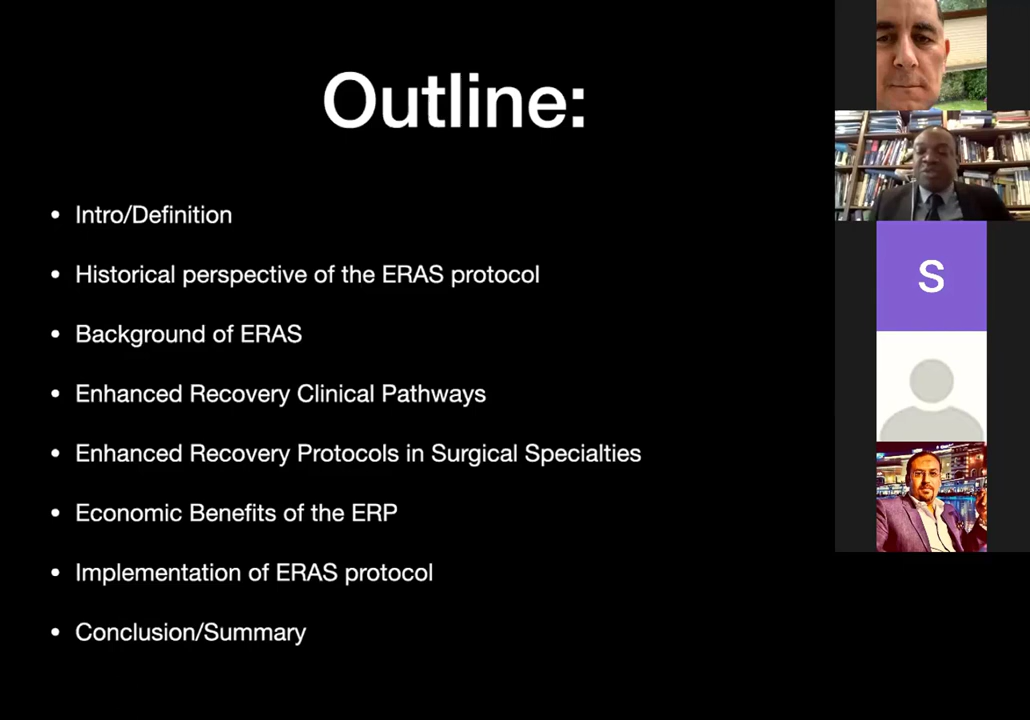 Outline:
• Intro/Definition
• Historical perspective of the ERAS protocol
• Background of ERAS
• Enhanced Recovery Clinical Pathways
• Enhanced Recovery Protocols in Surgical Specialties
• Economic Benefits of the ERP
• Implementation of ERAS protocol
• Conclusion/Summary
S